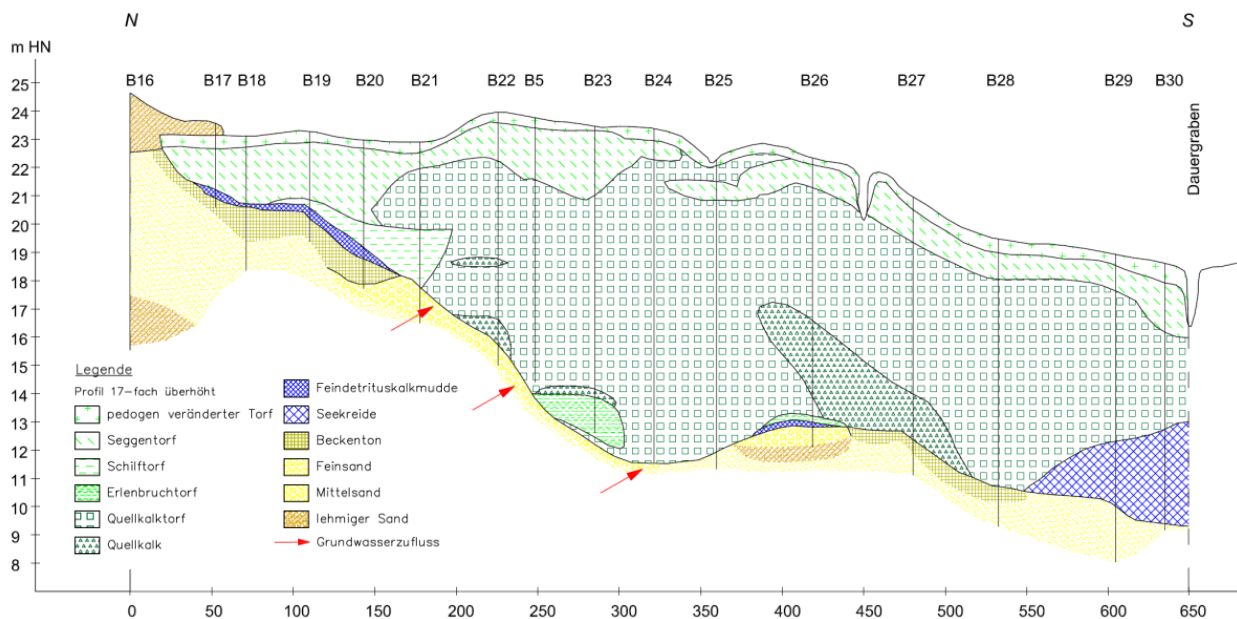 N S
m HN
B16 B17 B18 B19 B20 B21 B22 B5 B23 B24 B25 B26 B27 B28 B29 B30
Dauergraben
25
24
23
22
21
20
19
18
17
16
15
14
13
12
11
10
9
8
Legende
Profil 17-fach überhöht
pedogen veränderter Torf
Seggentorf
Schilftorf
Erlenbruchtorf
Quellkalktorf
Quellkalk
Feindetrituskalkmudde
Seekreide
Beckenton
Feinsand
Mittelsand
lehmiger Sand
Grundwasserzufluss
0 50 100 150 200 250 300 350 400 450 500 550 600 650